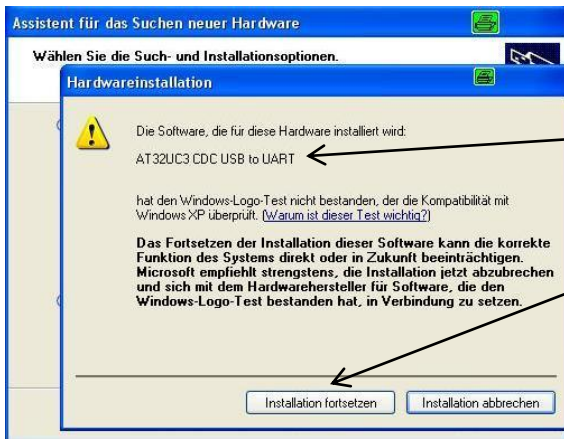 Assistent für das Suchen neuer Hardware
Wählen Sie die Such- und Installationsoptionen.
Hardwareinstallation
Die Software, die für diese Hardware installiert wird:
AT32UC3 CDC USB to UART
hat den Windows-Logo-Test nicht bestanden, der die Kompatibilität mit
Windows XP überprüft. (Warum ist dieser Test wichtig?)
Das Fortsetzen der Installation dieser Software kann die korrekte
Funktion des Systems direkt oder in Zukunft beeinträchtigen.
Microsoft empfiehlt strengstens, die Installation jetzt abzubrechen
und sich mit dem Hardwarehersteller für Software, die den
Windows-Logo-Test bestanden hat, in Verbindung zu setzen.
Installation fortsetzen Installation abbrechen